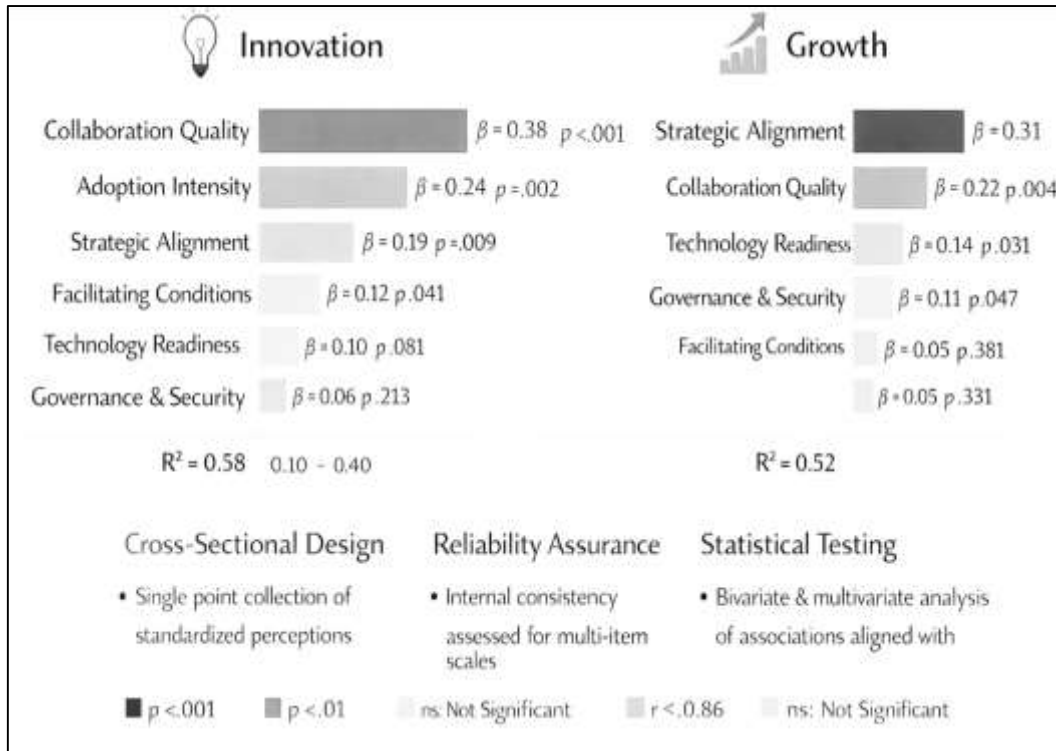 Innovation
Collaboration Quality β = 0.38 p <.001
Adoption Intensity β = 0.24 p =.002
Strategic Alignment β = 0.19 p =.009
Facilitating Conditions β = 0.12 p .041
Technology Readiness β = 0.10 p .081
Governance & Security β = 0.06 p .213
R² = 0.58 0.10 - 0.40
Growth
Strategic Alignment β = 0.31
Collaboration Quality β = 0.22 p .004
Technology Readiness β = 0.14 p .031
Governance & Security β = 0.11 p .047
Facilitating Conditions β = 0.05 p .381
β = 0.05 p .331
R² = 0.52
Cross-Sectional Design
• Single point collection of
standardized perceptions
Reliability Assurance
• Internal consistency
assessed for multi-item
scales
Statistical Testing
• Bivariate & multivariate analysis
of associations aligned with
p <.001 p <.01 ns: Not Significant r <.0.86 ns: Not Significant